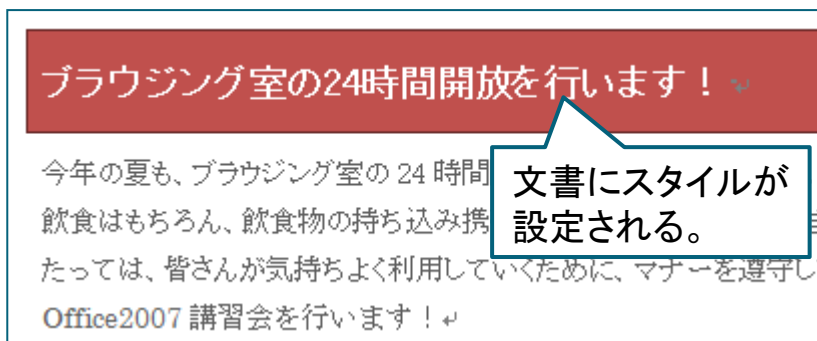 ブラウジング室の24時間開放を行います！
今年の夏も、ブラウジング室の 24 時間
文書にスタイルが
設定される。
飲食はもちろん、飲食物の持ち込み携
たっては、皆さんが気持ちよく利用していくために、マナーを遵守し
Office2007 講習会を行います！